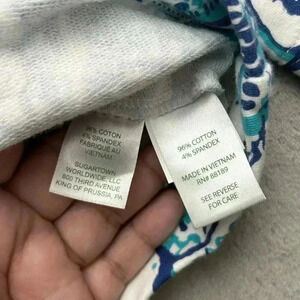 96% COTON
4% SPANDEX
FABRIQUÉ AU
VIETNAM
SUGARTOWN
WORLDWIDE, LLC
800 THIRD AVENUE
KING OF PRUSSIA, PA
96% COTTON
4% SPANDEX
MADE IN VIETNAM
RN# 88189
SEE REVERSE
FOR CARE